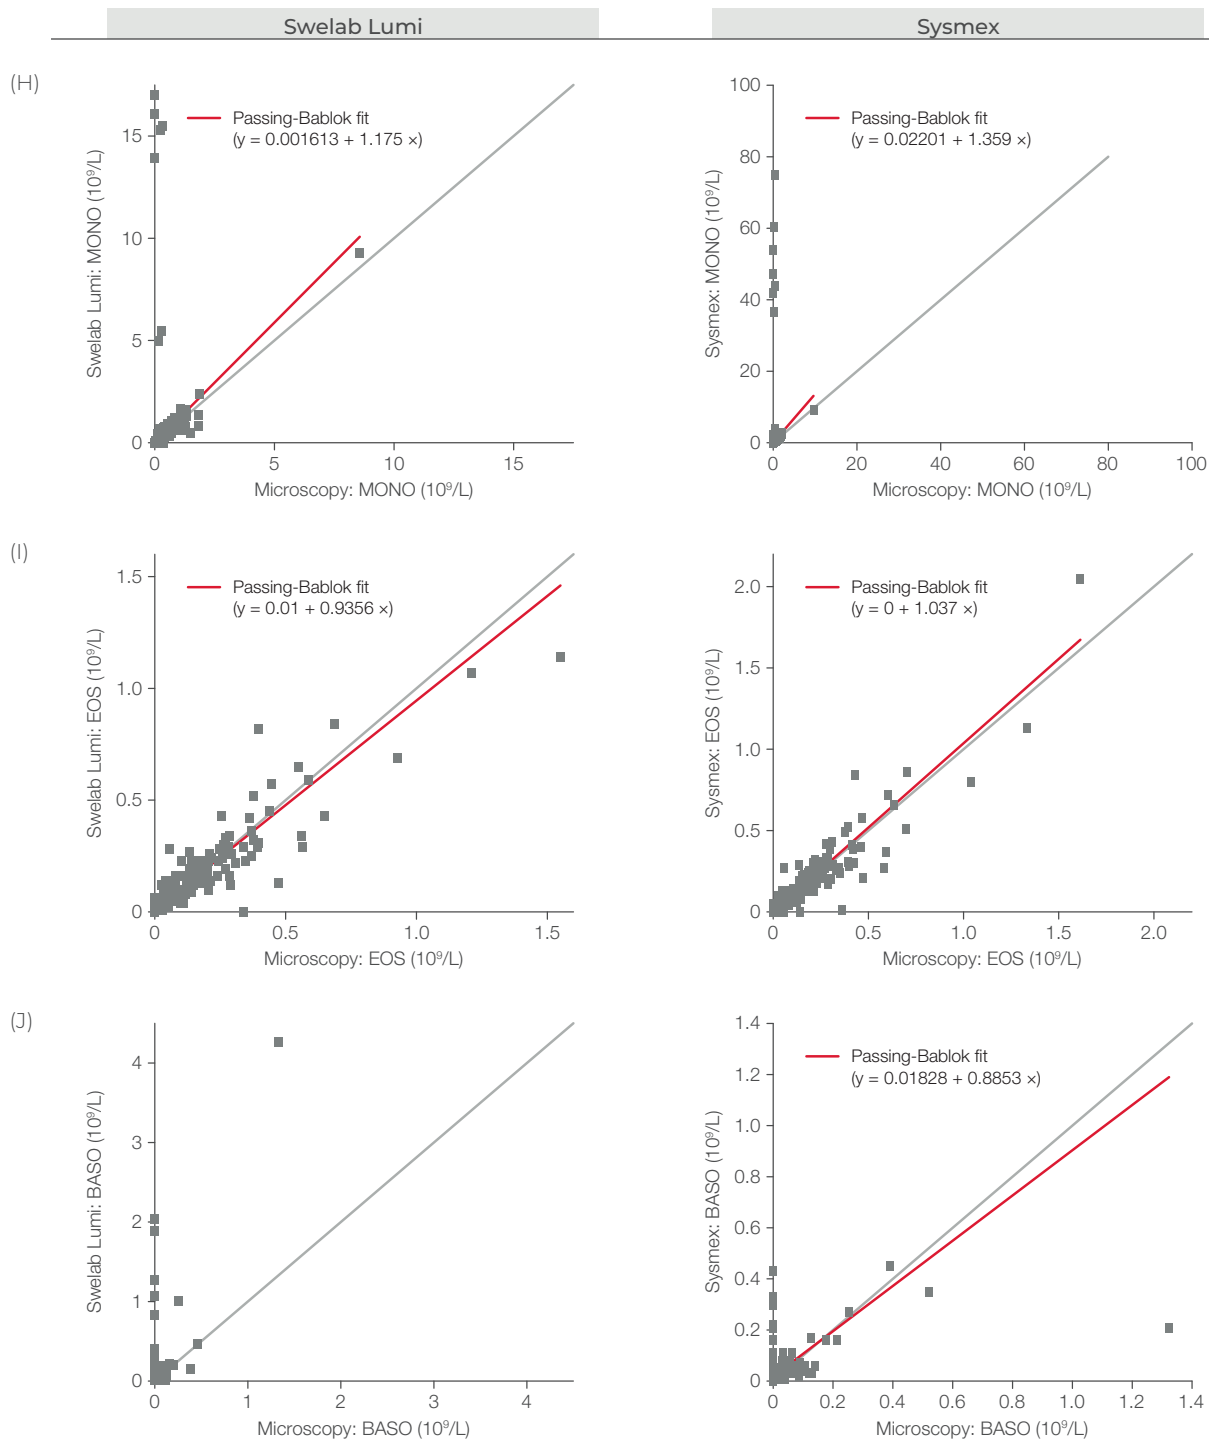 Swelab Lumi
Sysmex
(H)
Swelab Lumi: MONO (10⁹/L)
15
10
5
0
0 5 10 15
Microscopy: MONO (10⁹/L)
Passing-Bablok fit
(y = 0.001613 + 1.175 ×)
Sysmex: MONO (10⁹/L)
100
80
60
40
20
0
0 20 40 60 80 100
Microscopy: MONO (10⁹/L)
Passing-Bablok fit
(y = 0.02201 + 1.359 ×)
(I)
Swelab Lumi: EOS (10⁹/L)
1.5
1.0
0.5
0
0 0.5 1.0 1.5
Microscopy: EOS (10⁹/L)
Passing-Bablok fit
(y = 0.01 + 0.9356 ×)
Sysmex: EOS (10⁹/L)
2.0
1.5
1.0
0.5
0
0 0.5 1.0 1.5 2.0
Microscopy: EOS (10⁹/L)
Passing-Bablok fit
(y = 0 + 1.037 ×)
(J)
Swelab Lumi: BASO (10⁹/L)
4
3
2
1
0
0 1 2 3 4
Microscopy: BASO (10⁹/L)
Sysmex: BASO (10⁹/L)
1.4
1.2
1.0
0.8
0.6
0.4
0.2
0
0 0.2 0.4 0.6 0.8 1.0 1.2 1.4
Microscopy: BASO (10⁹/L)
Passing-Bablok fit
(y = 0.01828 + 0.8853 ×)